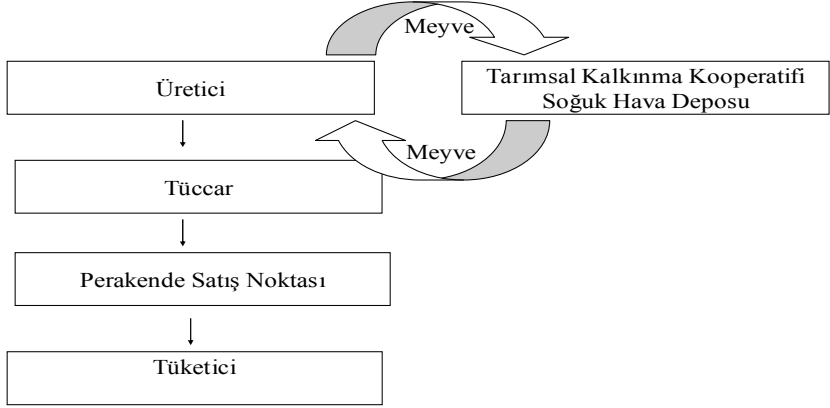 Meyve
Üretici
Tarımsal Kalkınma Kooperatifi
Soğuk Hava Deposu
Meyve
Tüccar
Perakende Satış Noktası
Tüketici